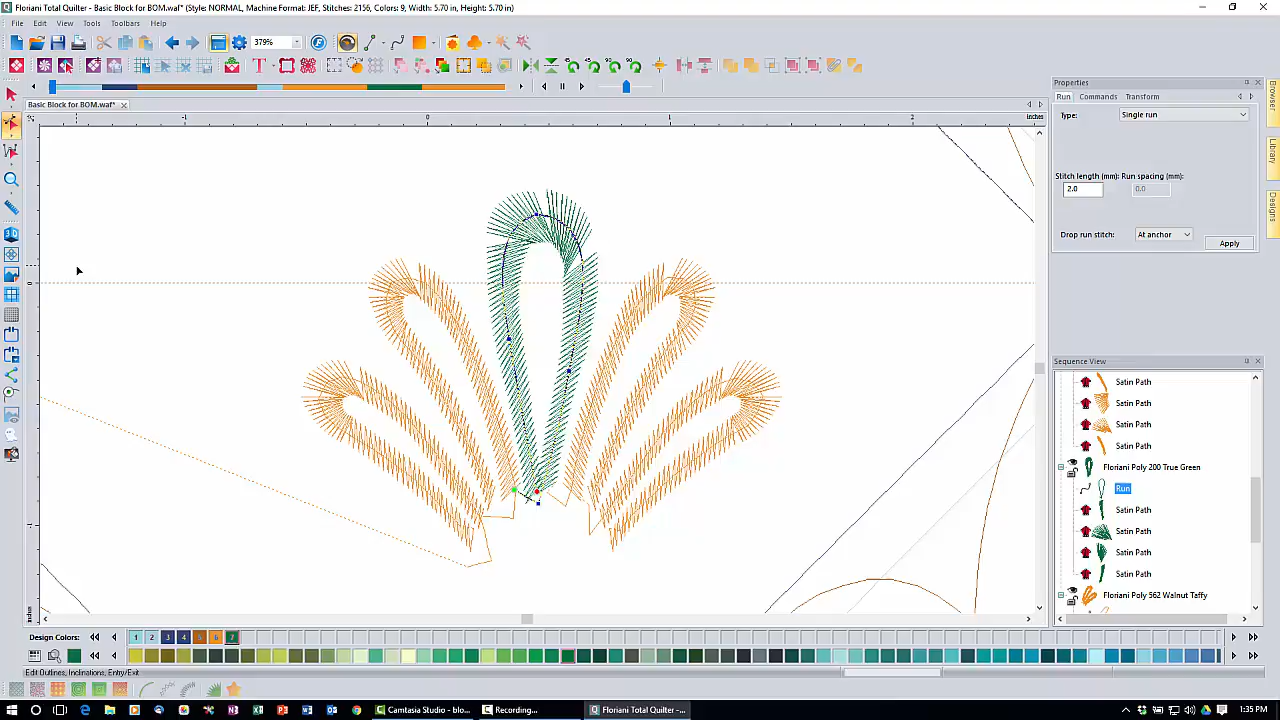 Floriani Total Quilter - Basic Block for BOM.waf* (Style: NORMAL, Machine Format: JEF, Stitches: 2156, Colors: 9, Width: 5.70 in, Height: 5.70 in)
File Edit View Tools Toolbars Help
379%
Basic Block for BOM.waf*
-1 0 1 2 inches
0
inches
Properties
Run Commands Transform
Type: Single run
Stitch length (mm): Run spacing (mm):
2.0 0.0
Drop run stitch: At anchor
Apply
Browser
Library
Designs
Sequence View
Satin Path
Satin Path
Satin Path
Satin Path
Floriani Poly 200 True Green
Run
Satin Path
Satin Path
Satin Path
Satin Path
Floriani Poly 562 Walnut Taffy
Design Colors: 1 2 3 4 5 6 7
Edit Outlines, Inclinations, Entry/Exit
Camtasia Studio - blo...
Recording...
Floriani Total Quilter -...
1:35 PM